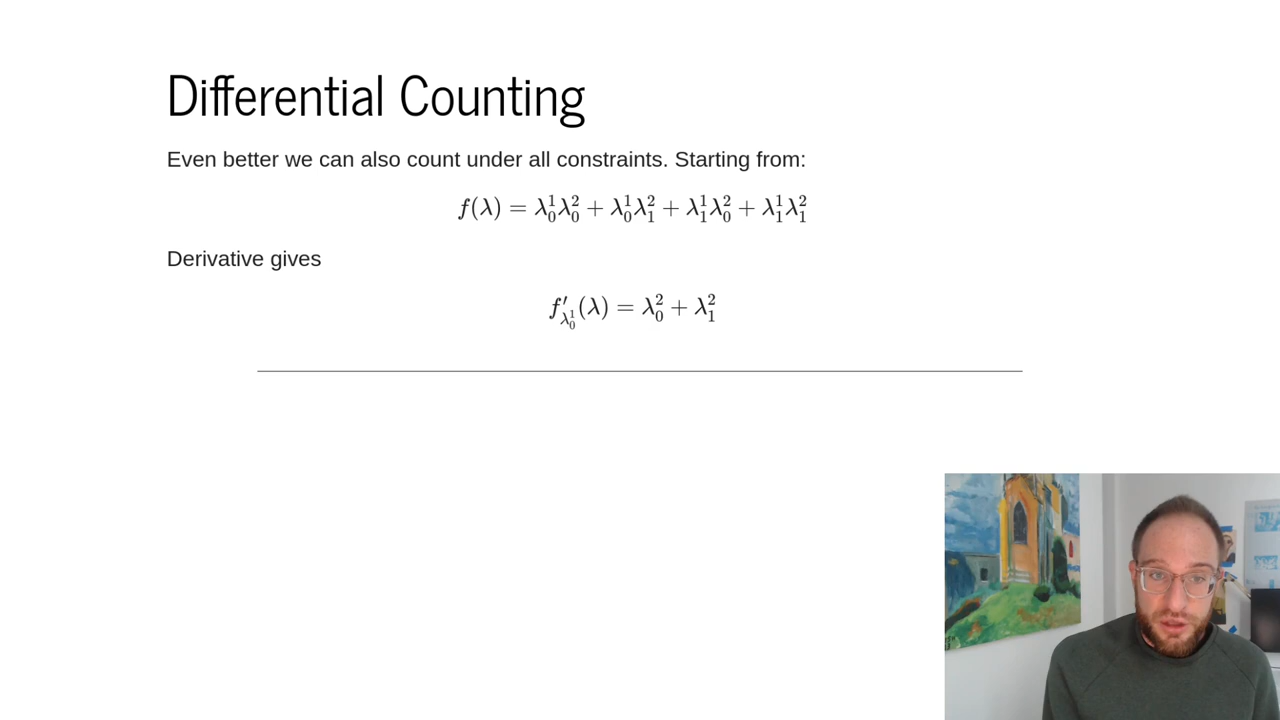 Differential Counting
Even better we can also count under all constraints. Starting from:
f(λ) = λ₀¹λ₀² + λ₀¹λ₁² + λ₁¹λ₀² + λ₁¹λ₁²
Derivative gives
f′_{λ₀¹}(λ) = λ₀² + λ₁²